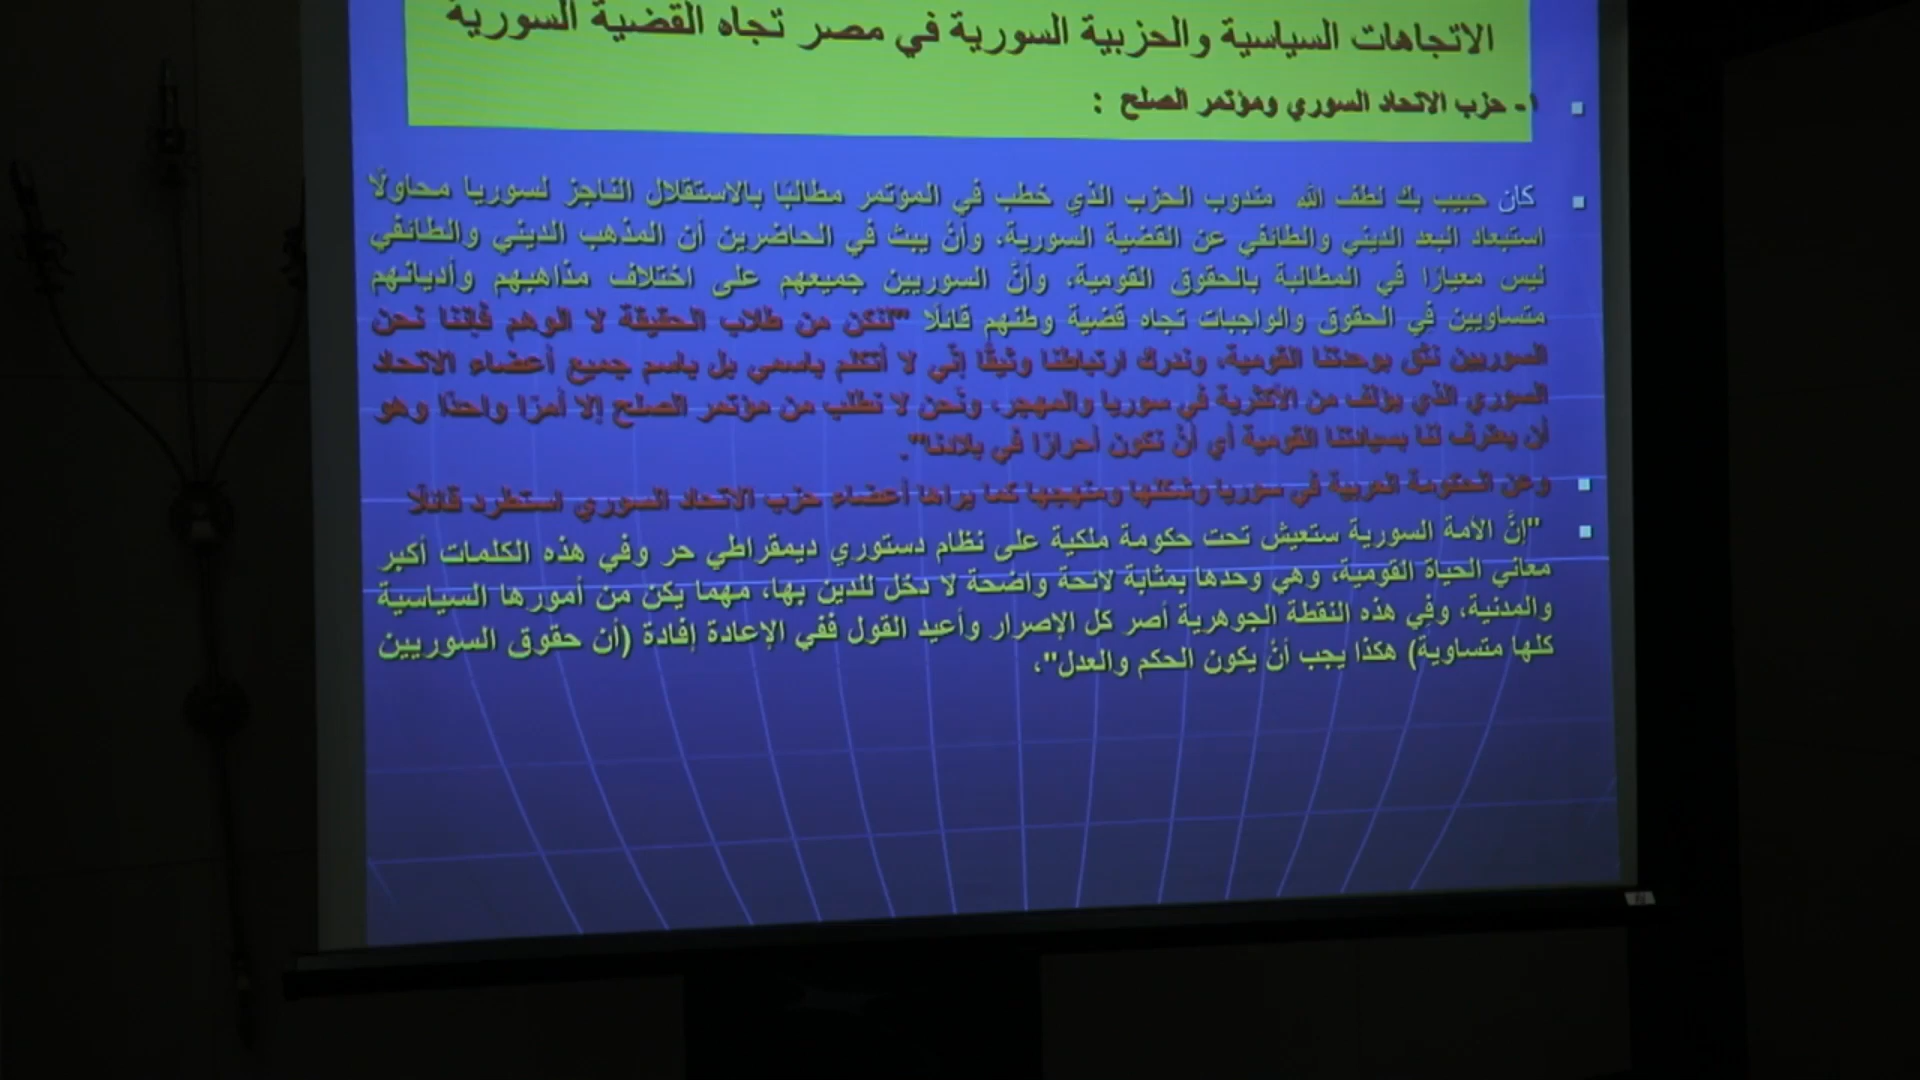 الاتجاهات السياسية والحزبية السورية في مصر تجاه القضية السورية
١- حزب الاتحاد السوري ومؤتمر الصلح :
كان حبيب بك لطف الله مندوب الحزب الذي خطب في المؤتمر مطالبًا بالاستقلال الناجز لسوريا محاولًا
استبعاد البعد الديني والطائفي عن القضية السورية، وأنْ يبث في الحاضرين أن المذهب الديني والطائفي
ليس معيارًا في المطالبة بالحقوق القومية، وأنَّ السوريين جميعهم على اختلاف مذاهبهم وأديانهم
متساويين في الحقوق والواجبات تجاه قضية وطنهم قائلًا "لنكن من طلاب الحقيقة لا الوهم فإننا نحن
السوريين نثق بوحدتنا القومية، وندرك ارتباطنا وثيقًا إنّي لا أتكلم باسمي بل باسم جميع أعضاء الاتحاد
السوري الذي يؤلف من الأكثرية في سوريا والمهجر، ونحن لا نطلب من مؤتمر الصلح إلا أمرًا واحدًا وهو
أن يعترف لنا بسيادتنا القومية أي أنْ نكون أحرارًا في بلادنا".
وعن الحكومة العربية في سوريا وشكلها ومنهجها كما يراها أعضاء حزب الاتحاد السوري استطرد قائلًا
"إنَّ الأمة السورية ستعيش تحت حكومة ملكية على نظام دستوري ديمقراطي حر وفي هذه الكلمات أكبر
معاني الحياة القومية، وهي وحدها بمثابة لائحة واضحة لا دخل للدين بها، مهما يكن من أمورها السياسية
والمدنية، وفي هذه النقطة الجوهرية أصر كل الإصرار وأعيد القول ففي الإعادة إفادة (أن حقوق السوريين
كلها متساوية) هكذا يجب أنْ يكون الحكم والعدل"،